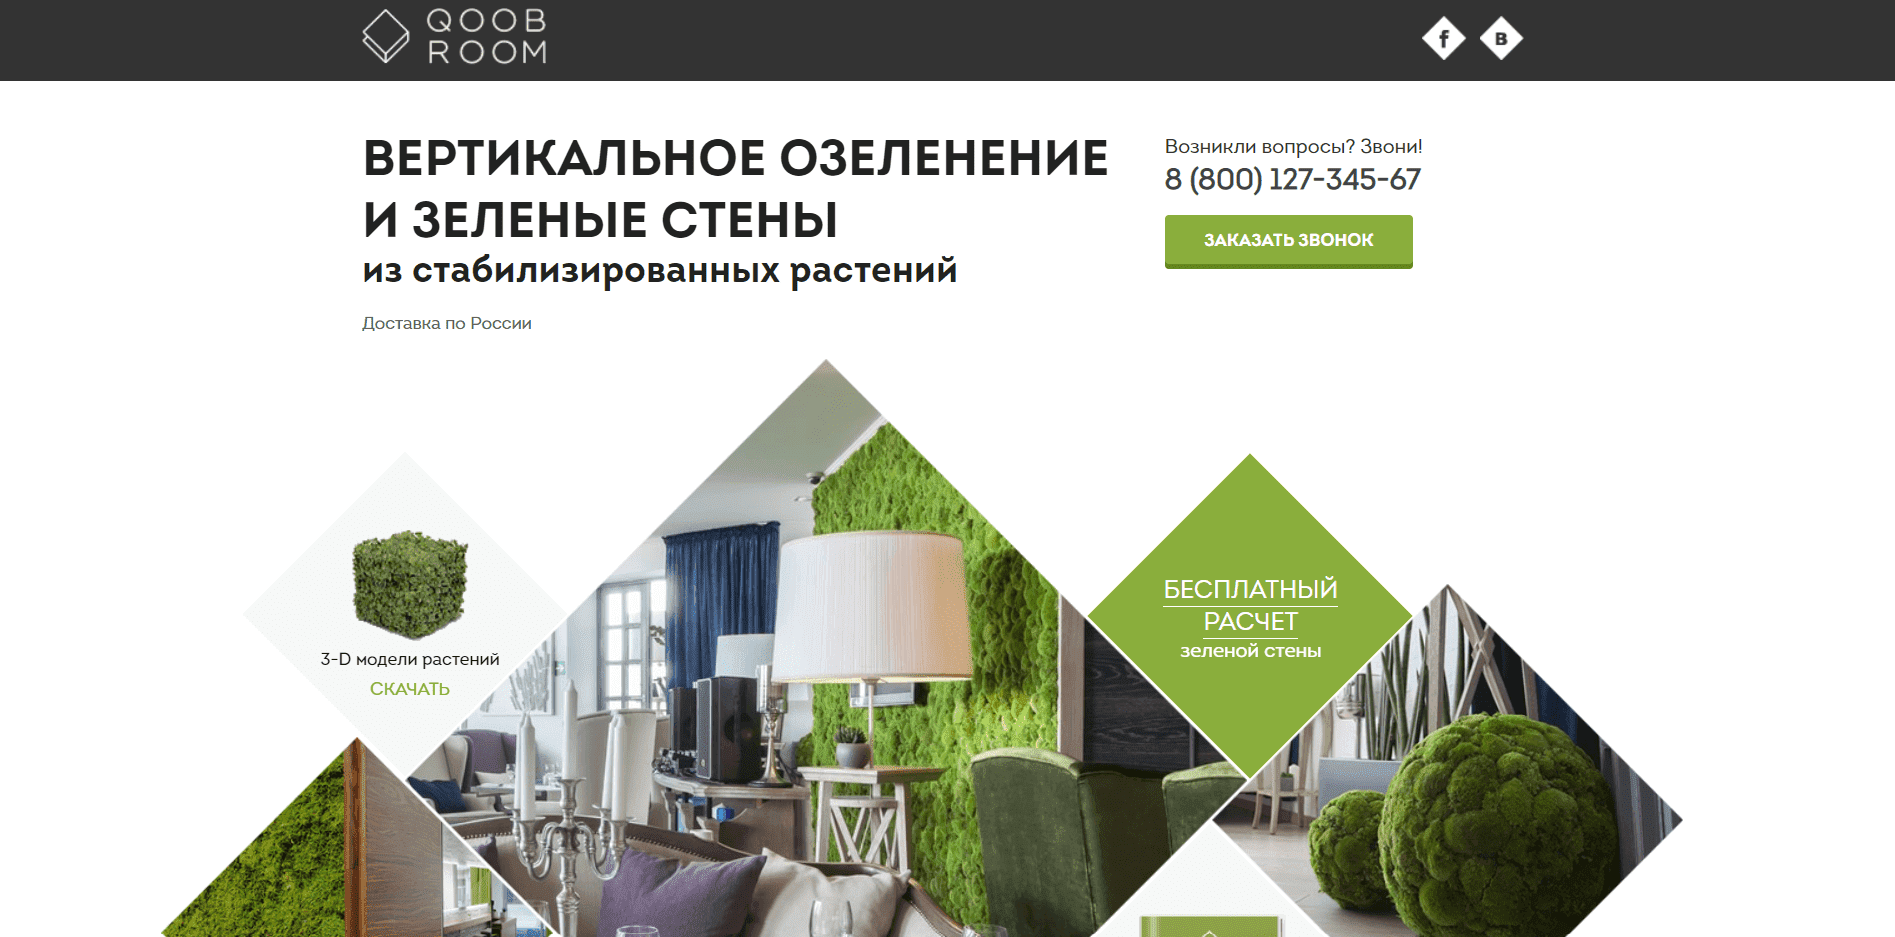 QOOB
ROOM
f
В
ВЕРТИКАЛЬНОЕ ОЗЕЛЕНЕНИЕ
И ЗЕЛЕНЫЕ СТЕНЫ
из стабилизированных растений
Доставка по России
Возникли вопросы? Звони!
8 (800) 127-345-67
ЗАКАЗАТЬ ЗВОНОК
3-D модели растений
СКАЧАТЬ
БЕСПЛАТНЫЙ
РАСЧЕТ
зеленой стены